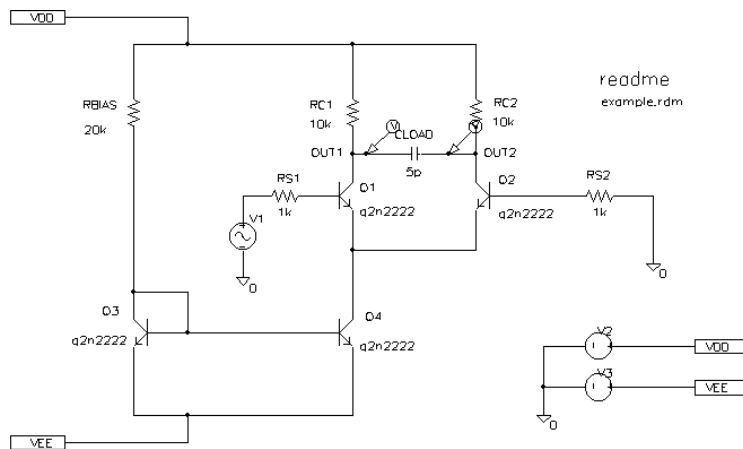 VDD
RBIAS
20k
RC1
10k
RC2
10k
readme
example.rdm
V
V
CLOAD
OUT1
OUT2
5p
RS1
1k
Q1
q2n2222
Q2
q2n2222
RS2
1k
V1
0
0
Q3
q2n2222
Q4
q2n2222
V2
VDD
V3
VEE
0
VEE